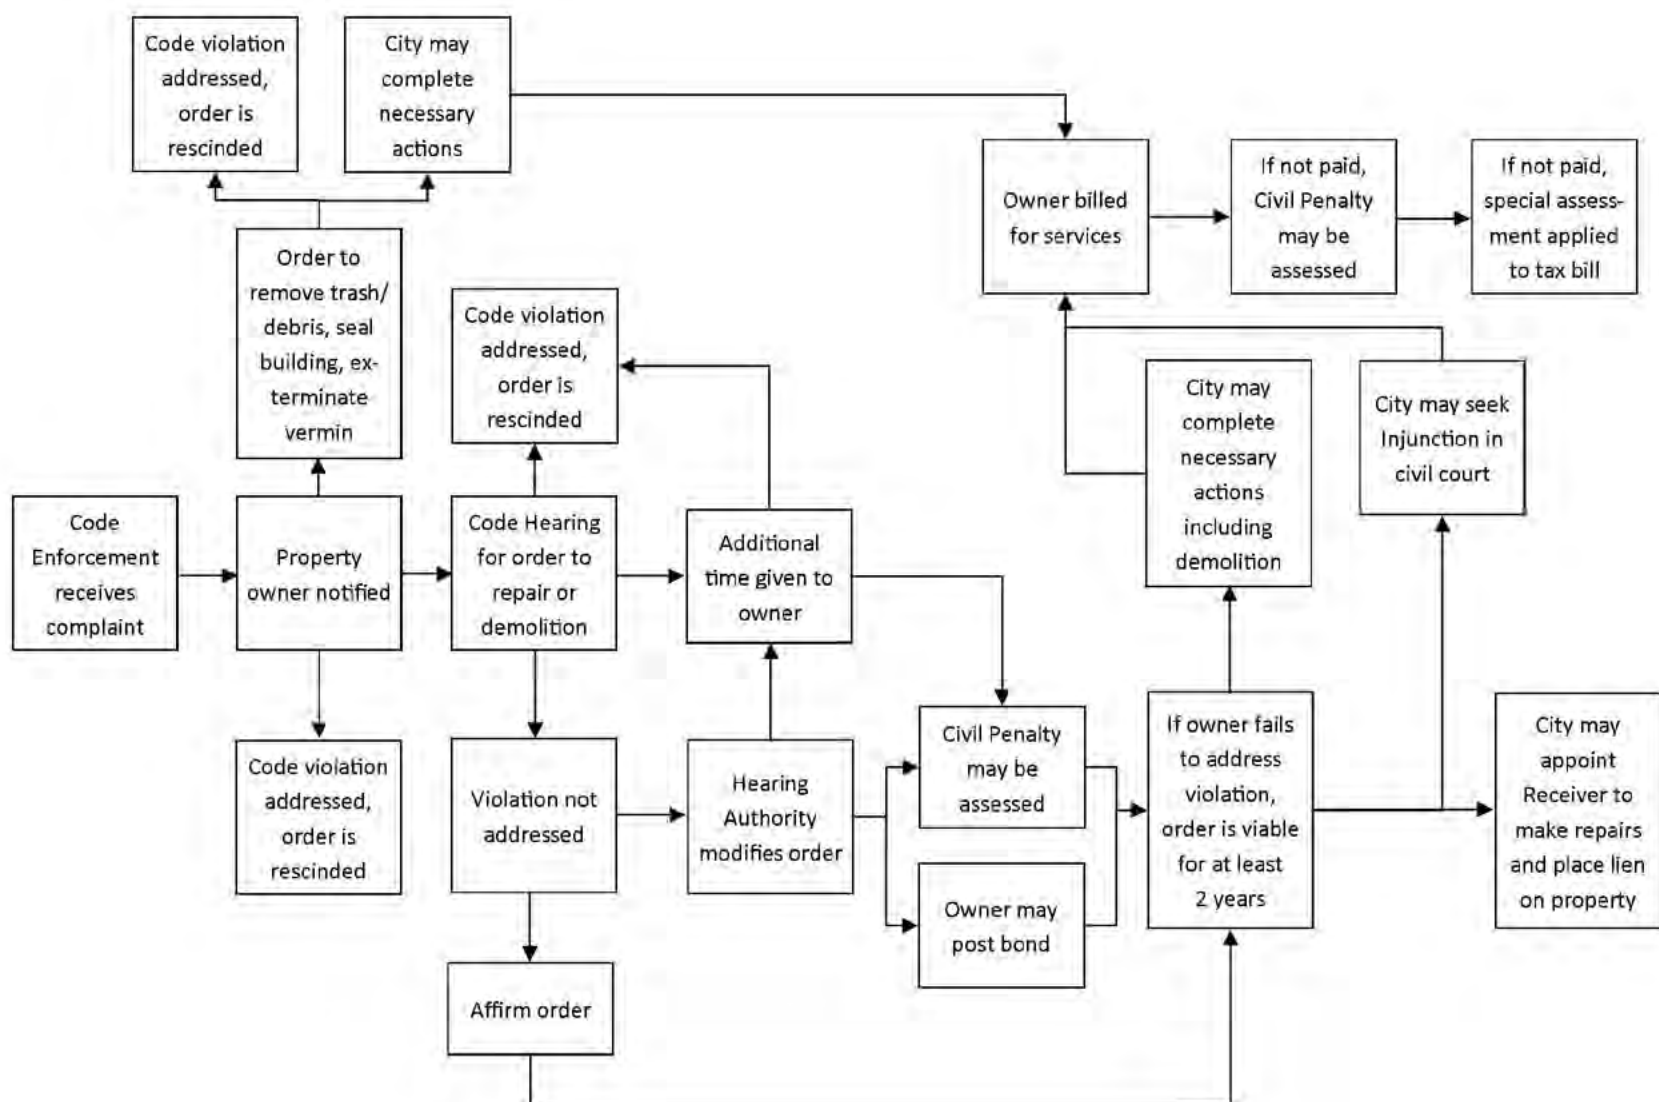 Code violation
addressed,
order is
rescinded
City may
complete
necessary
actions
Owner billed
for services
If not paid,
Civil Penalty
may be
assessed
If not paid,
special assess-
ment applied
to tax bill
Order to
remove trash/
debris, seal
building, ex-
terminate
vermin
Code violation
addressed,
order is
rescinded
City may
complete
necessary
actions
including
demolition
City may seek
Injunction in
civil court
Code
Enforcement
receives
complaint
Property
owner notified
Code Hearing
for order to
repair or
demolition
Additional
time given to
owner
Code violation
addressed,
order is
rescinded
Violation not
addressed
Hearing
Authority
modifies order
Civil Penalty
may be
assessed
Owner may
post bond
If owner fails
to address
violation,
order is viable
for at least
2 years
City may
appoint
Receiver to
make repairs
and place lien
on property
Affirm order